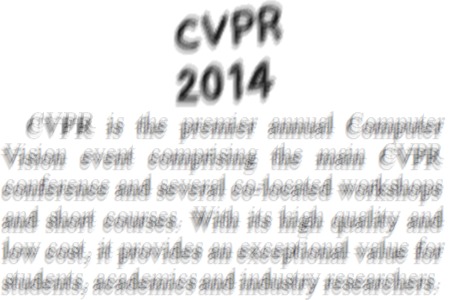 CVPR
2014
CVPR is the premier annual Computer
Vision event comprising the main CVPR
conference and several co-located workshops
and short courses. With its high quality and
low cost, it provides an exceptional value for
students, academics and industry researchers.